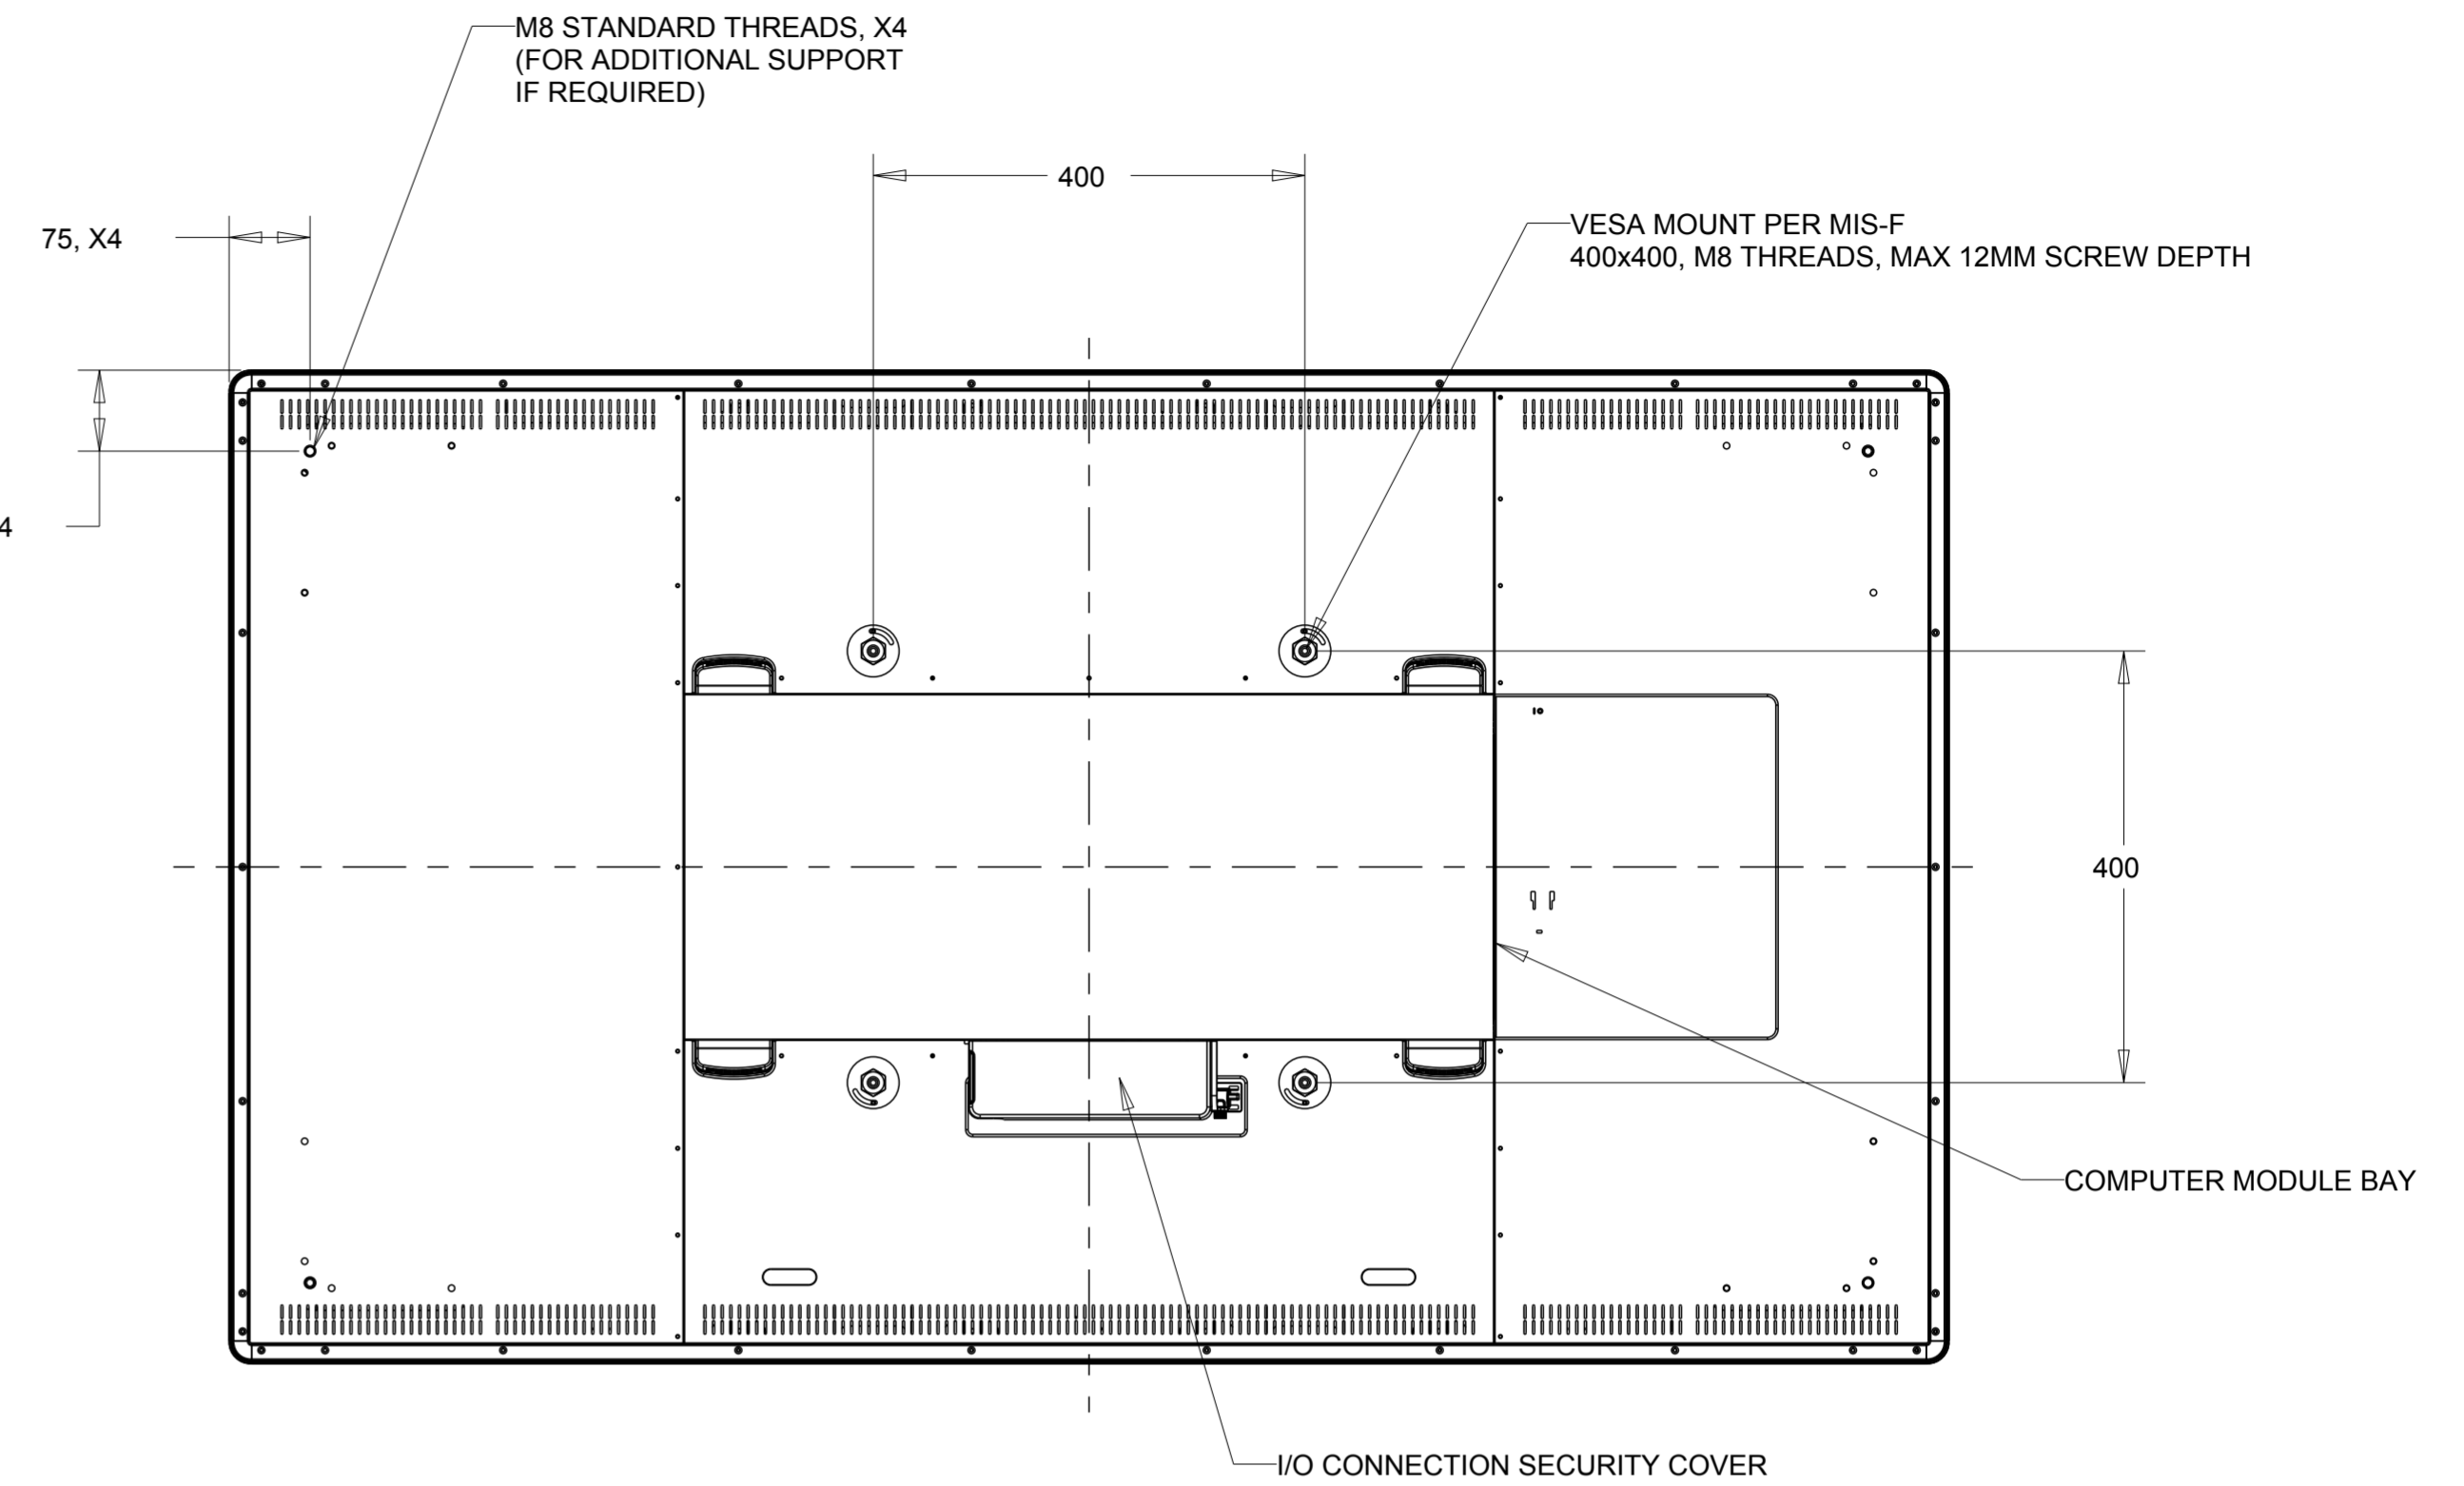 M8 STANDARD THREADS, X4
(FOR ADDITIONAL SUPPORT
IF REQUIRED)
400
75, X4
VESA MOUNT PER MIS-F
400x400, M8 THREADS, MAX 12MM SCREW DEPTH
4
400
COMPUTER MODULE BAY
I/O CONNECTION SECURITY COVER